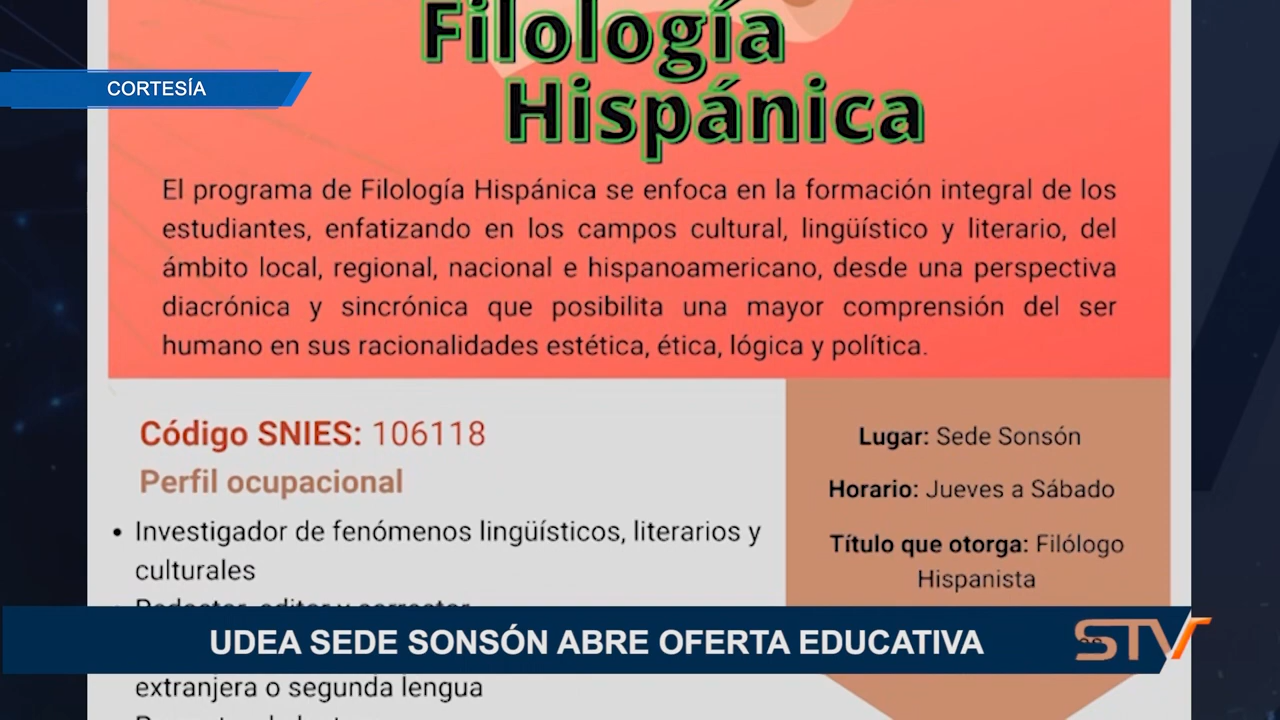 Filología
Hispánica
CORTESÍA
El programa de Filología Hispánica se enfoca en la formación integral de los
estudiantes, enfatizando en los campos cultural, lingüístico y literario, del
ámbito local, regional, nacional e hispanoamericano, desde una perspectiva
diacrónica y sincrónica que posibilita una mayor comprensión del ser
humano en sus racionalidades estética, ética, lógica y política.
Código SNIES: 106118
Perfil ocupacional
• Investigador de fenómenos lingüísticos, literarios y
culturales
Lugar: Sede Sonsón
Horario: Jueves a Sábado
Título que otorga: Filólogo
Hispanista
UDEA SEDE SONSÓN ABRE OFERTA EDUCATIVA
STV
extranjera o segunda lengua